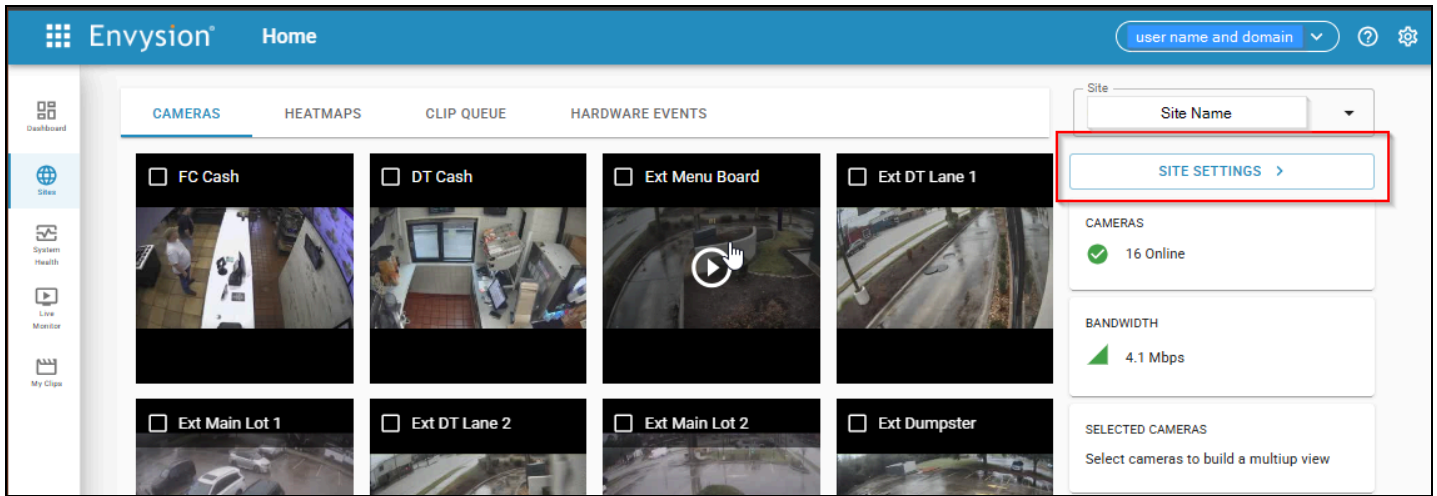 Envysion®
Home
user name and domain
Dashboard
Sites
System
Health
Live
Monitor
My Clips
CAMERAS
HEATMAPS
CLIP QUEUE
HARDWARE EVENTS
FC Cash
DT Cash
Ext Menu Board
Ext DT Lane 1
Ext Main Lot 1
Ext DT Lane 2
Ext Main Lot 2
Ext Dumpster
Site
Site Name
SITE SETTINGS >
CAMERAS
16 Online
BANDWIDTH
4.1 Mbps
SELECTED CAMERAS
Select cameras to build a multiup view